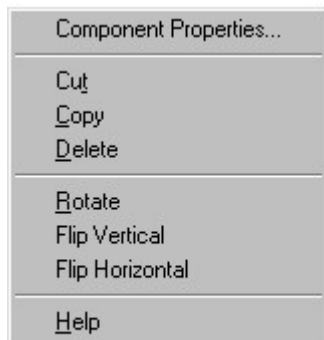 Component Properties...
Cut
Copy
Delete
Rotate
Flip Vertical
Flip Horizontal
Help